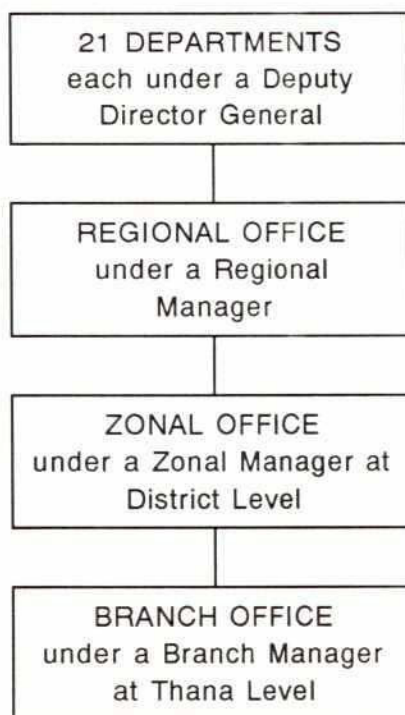 21 DEPARTMENTS
each under a Deputy
Director General
REGIONAL OFFICE
under a Regional
Manager
ZONAL OFFICE
under a Zonal Manager at
District Level
BRANCH OFFICE
under a Branch Manager
at Thana Level